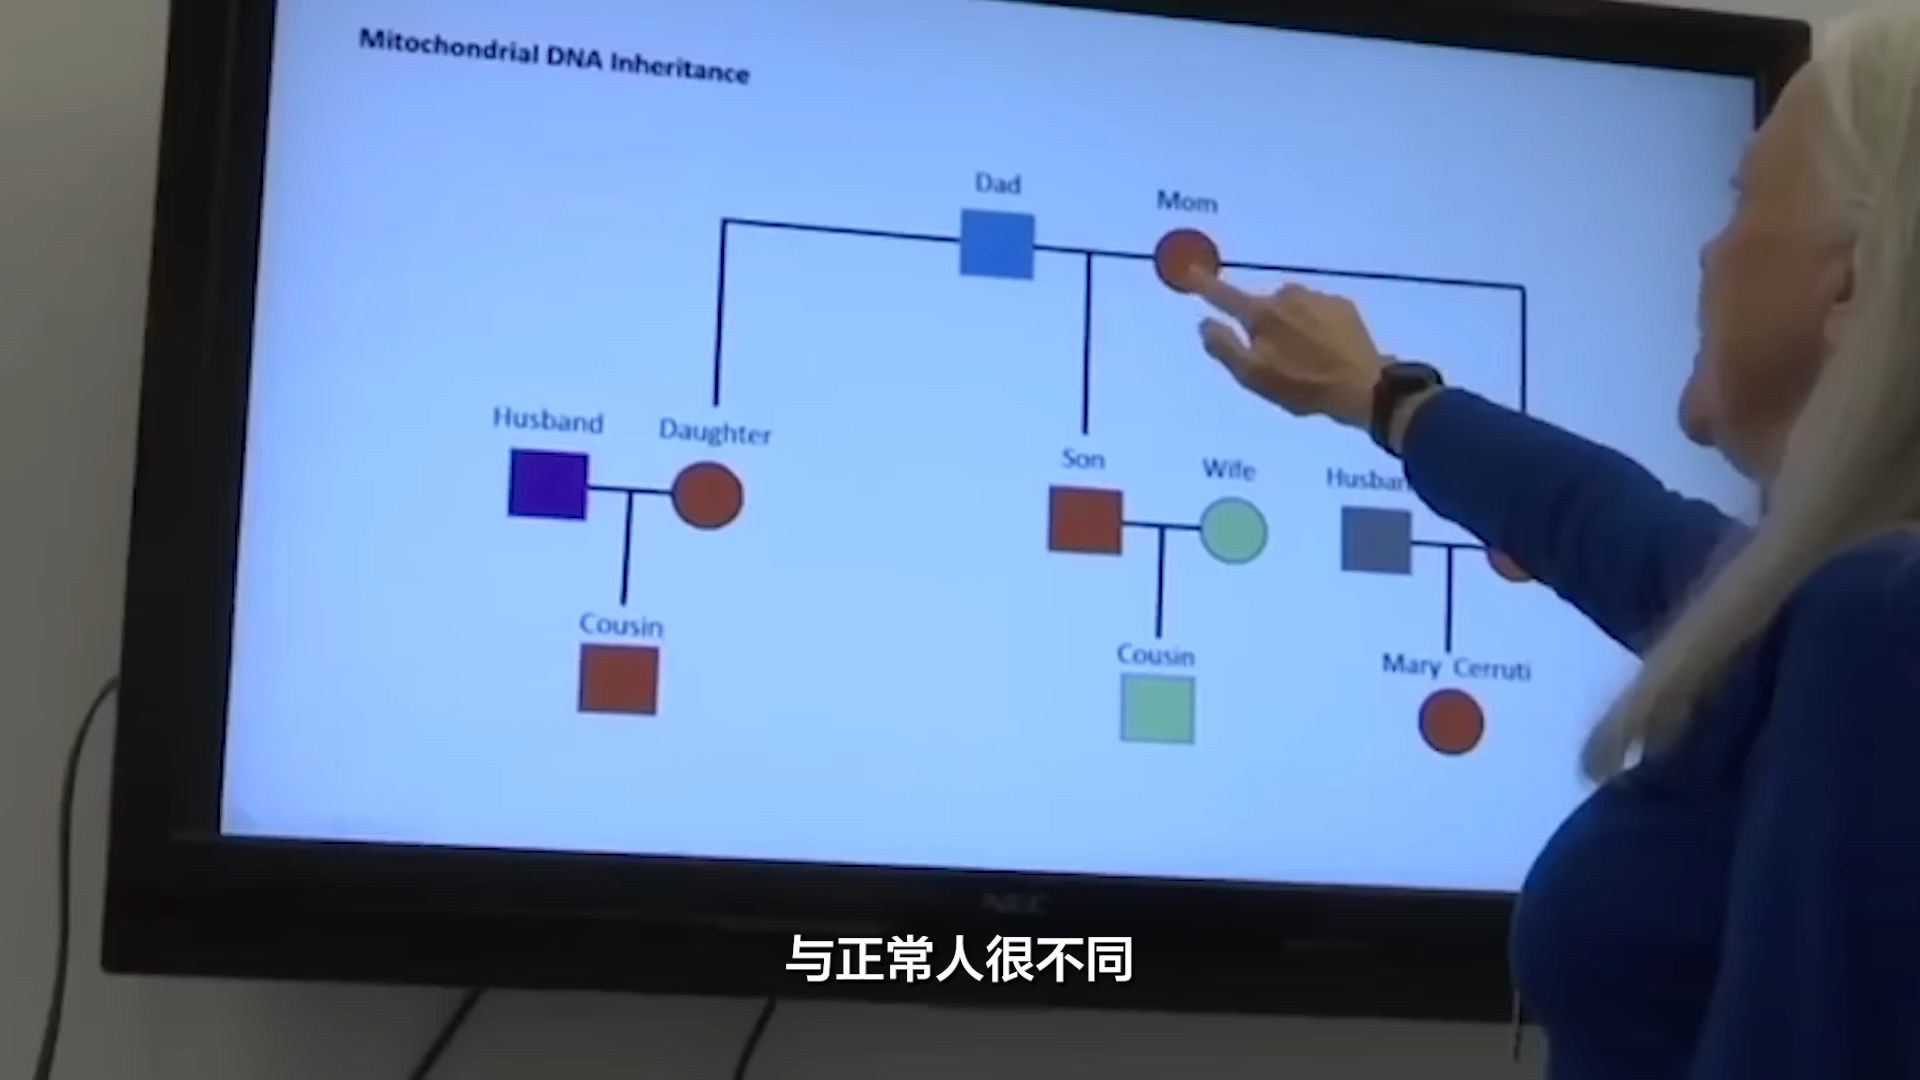 Mitochondrial DNA Inheritance
Dad
Mom
Husband
Daughter
Son
Wife
Husban
Cousin
Cousin
Mary Cerruti
NEC
与正常人很不同